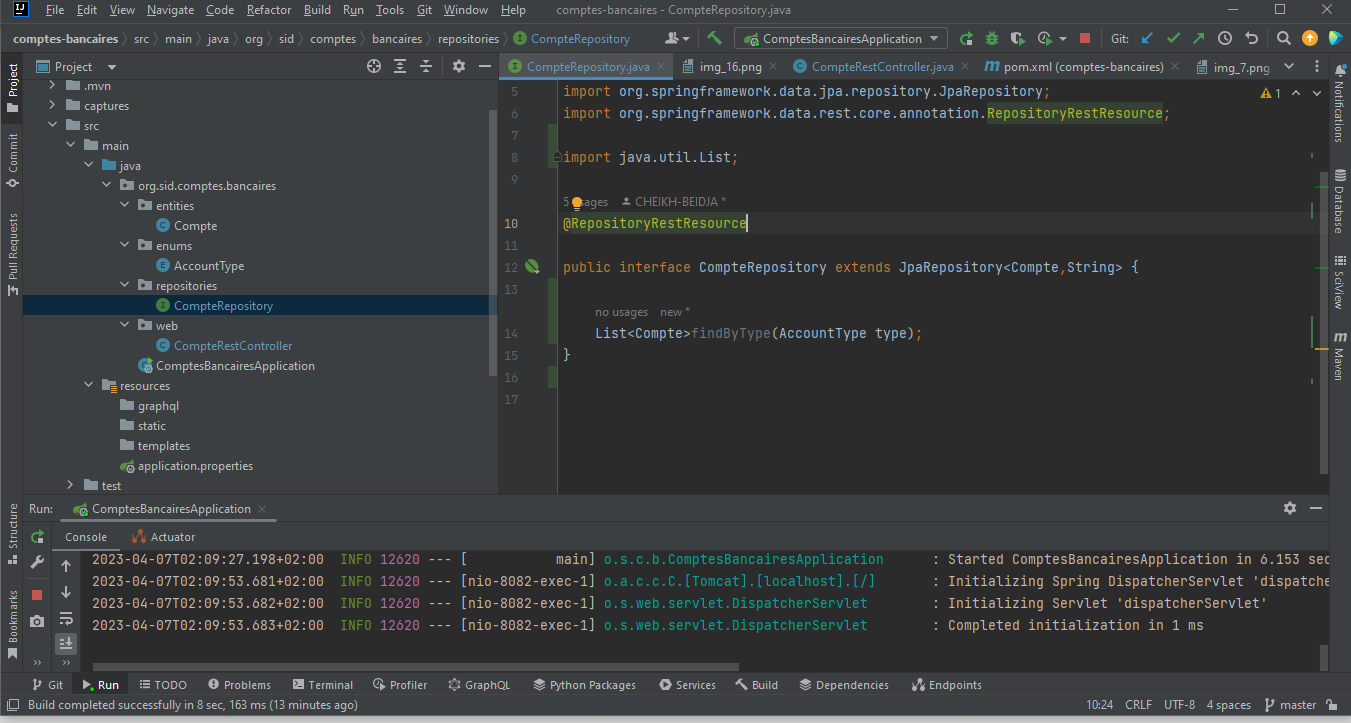 File Edit View Navigate Code Refactor Build Run Tools Git Window Help comptes-bancaires - CompteRepository.java
comptes-bancaires src main java org sid comptes bancaires repositories CompteRepository ComptesBancairesApplication Git:
Project
CompteRepository.java img_16.png CompteRestController.java pom.xml (comptes-bancaires) img_7.png
.mvn
captures
src
main
java
org.sid.comptes.bancaires
entities
Compte
enums
AccountType
repositories
CompteRepository
web
CompteRestController
ComptesBancairesApplication
resources
graphql
static
templates
application.properties
test
5 import org.springframework.data.jpa.repository.JpaRepository;
1
6 import org.springframework.data.rest.core.annotation.RepositoryRestResource;
7
8 import java.util.List;
9
5 usages CHEIKH-BEIDJA *
10 @RepositoryRestResource
11
12 public interface CompteRepository extends JpaRepository<Compte,String> {
13
no usages new *
14 List<Compte>findByType(AccountType type);
15 }
16
17
Project
Commit
Pull Requests
Structure
Bookmarks
Notifications
Database
SciView
Maven
Run: ComptesBancairesApplication
Console Actuator
2023-04-07T02:09:27.198+02:00 INFO 12620 --- [ main] o.s.c.b.ComptesBancairesApplication : Started ComptesBancairesApplication in 6.153 sec
2023-04-07T02:09:53.681+02:00 INFO 12620 --- [nio-8082-exec-1] o.a.c.c.C.[Tomcat].[localhost].[/] : Initializing Spring DispatcherServlet 'dispatche
2023-04-07T02:09:53.682+02:00 INFO 12620 --- [nio-8082-exec-1] o.s.web.servlet.DispatcherServlet : Initializing Servlet 'dispatcherServlet'
2023-04-07T02:09:53.683+02:00 INFO 12620 --- [nio-8082-exec-1] o.s.web.servlet.DispatcherServlet : Completed initialization in 1 ms
Git Run TODO Problems Terminal Profiler GraphQL Python Packages Services Build Dependencies Endpoints
Build completed successfully in 8 sec, 163 ms (13 minutes ago) 10:24 CRLF UTF-8 4 spaces master